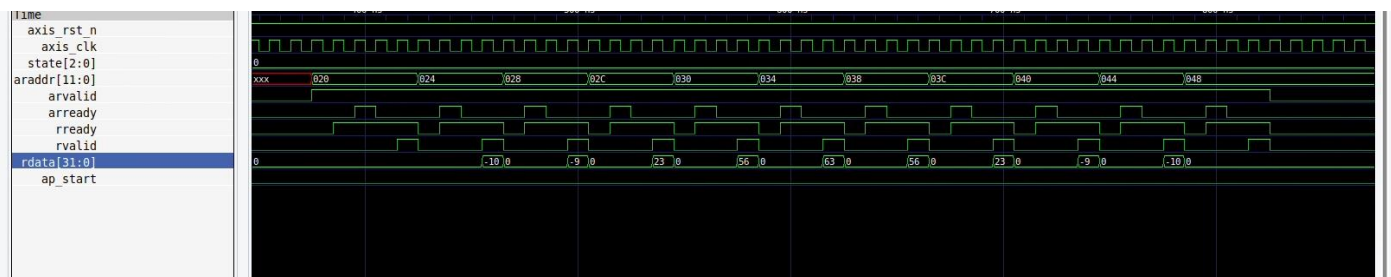 Time
axis_rst_n
axis_clk
state[2:0] 0
araddr[11:0] xxx 020 024 028 02C 030 034 038 03C 040 044 048
arvalid
arready
rready
rvalid
rdata[31:0] 0 -10 0 -9 0 23 0 56 0 63 0 56 0 23 0 -9 0 -10 0
ap_start